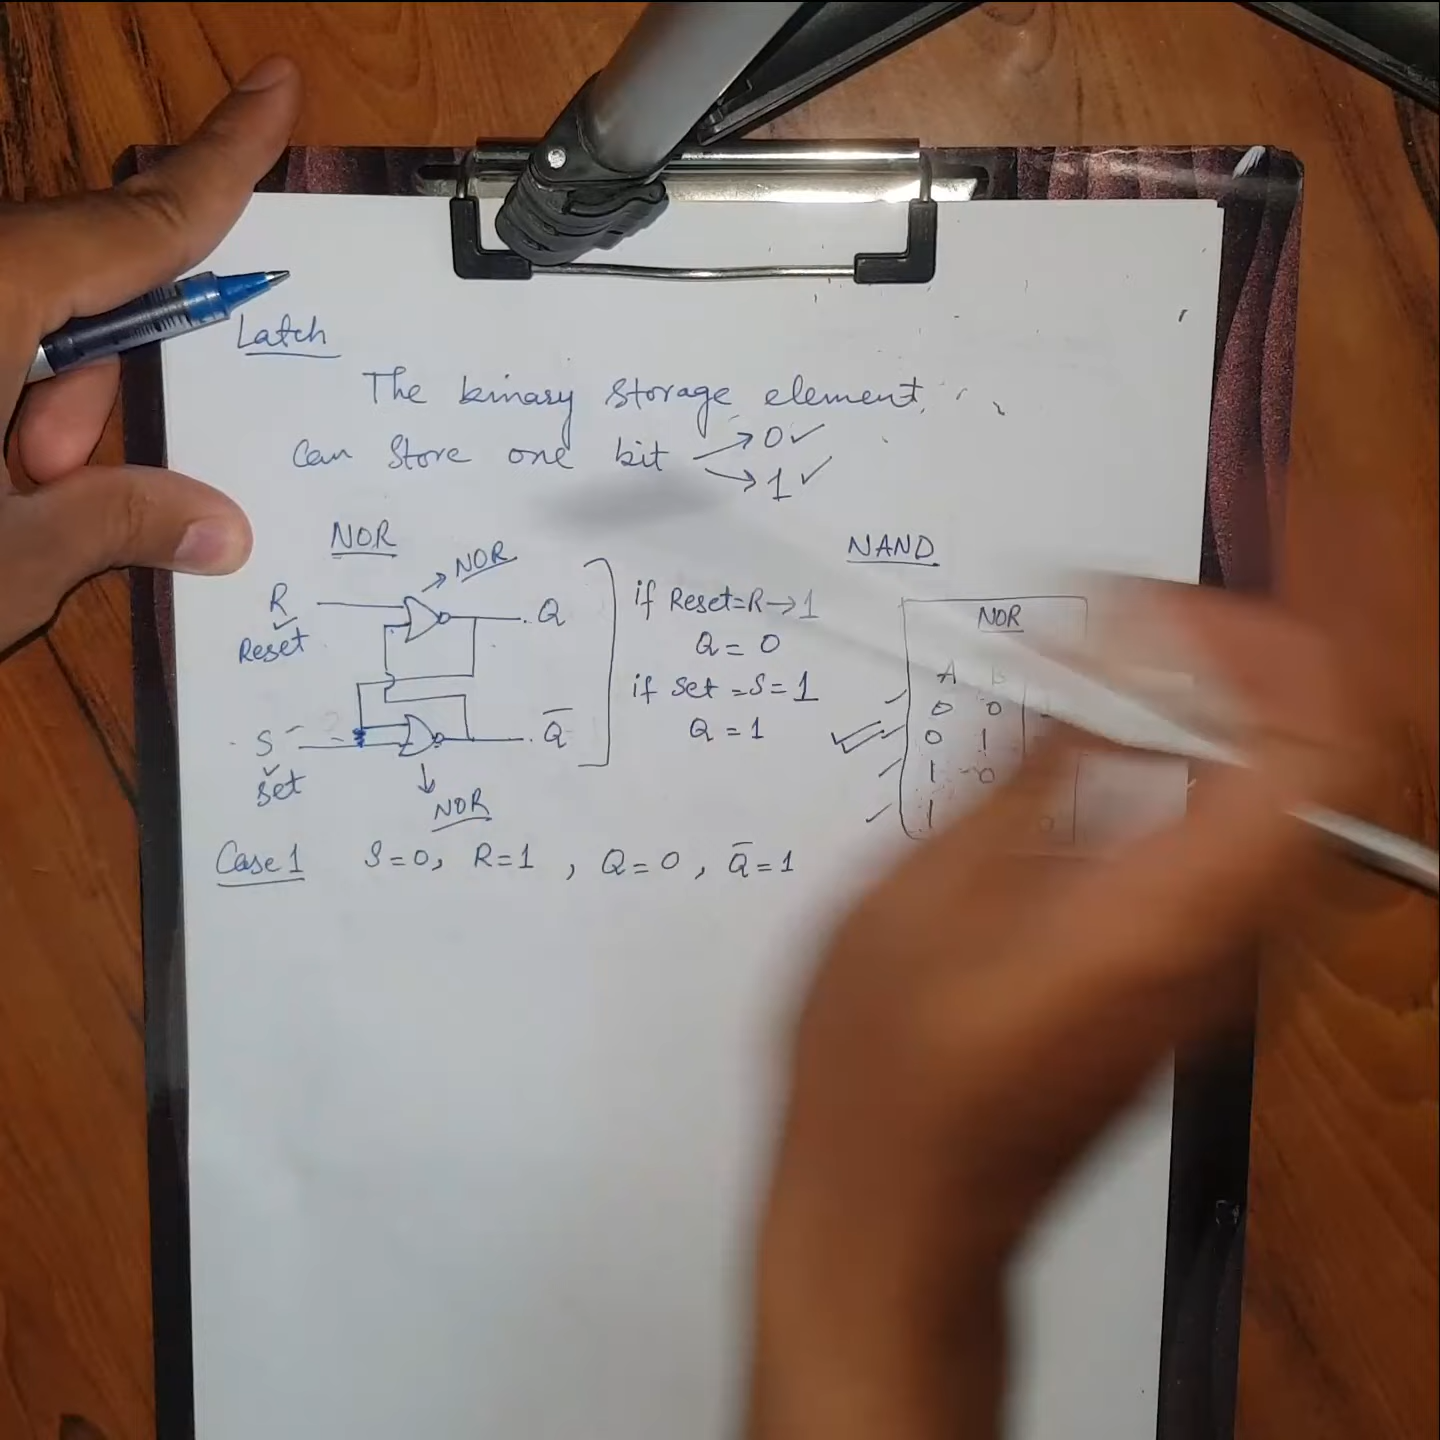 Latch
The binary storage element
Can Store one bit → 0 ✓
→ 1 ✓
NOR
→ NOR
NAND
R
Reset
Q
if Reset=R→1
Q = 0
if Set =S=1
Q = 1
S
Set
Q̅
NOR
NOR
A
0 0
0 1
1 0
1
Case 1 S=0, R=1 , Q=0 , Q̅=1